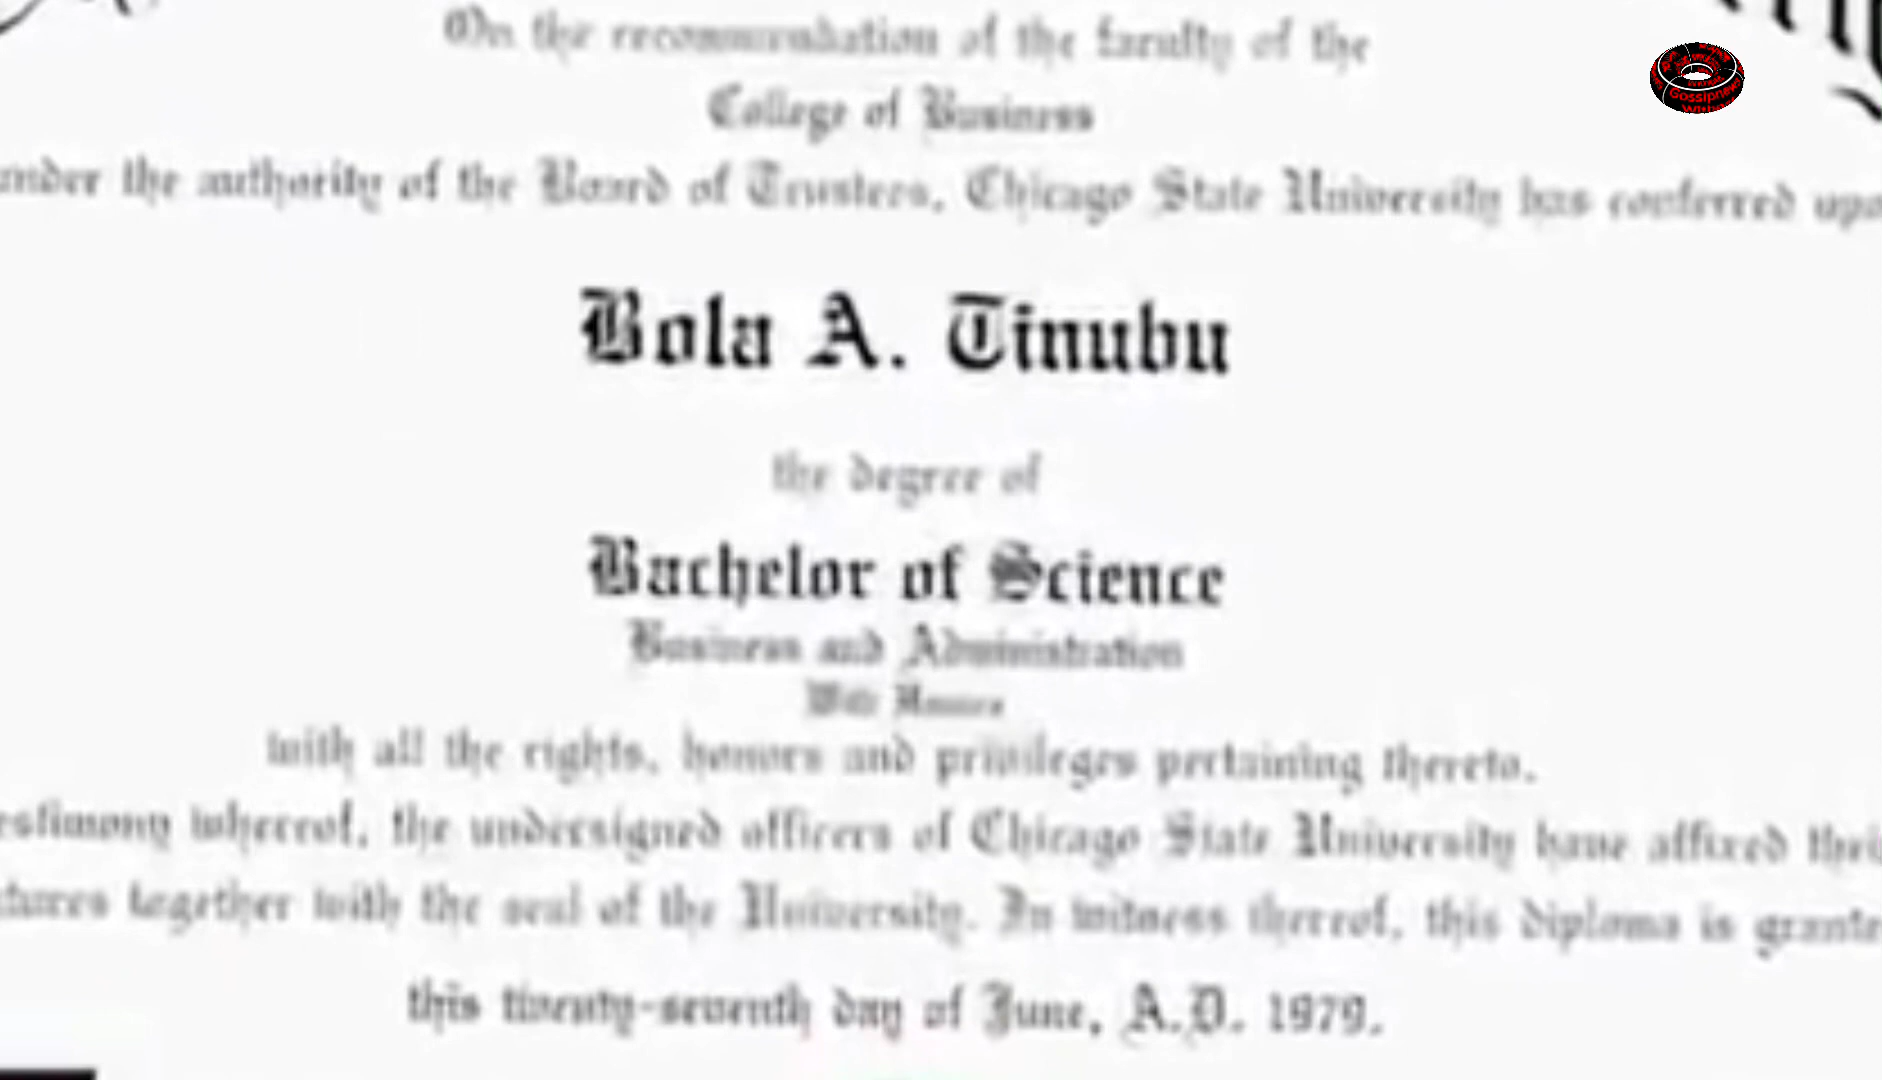 On the recommendation of the faculty of the
College of Business
under the authority of the Board of Trustees, Chicago State University has conferred upo
Bola A. Tinubu
the degree of
Bachelor of Science
Business and Administration
With Honors
with all the rights, honors and privileges pertaining thereto.
estimony whereof, the undersigned officers of Chicago State University have affixed thei
tures together with the seal of the University. In witness thereof, this diploma is grante
this twenty-seventh day of June, A.D. 1979.
Gossipnews